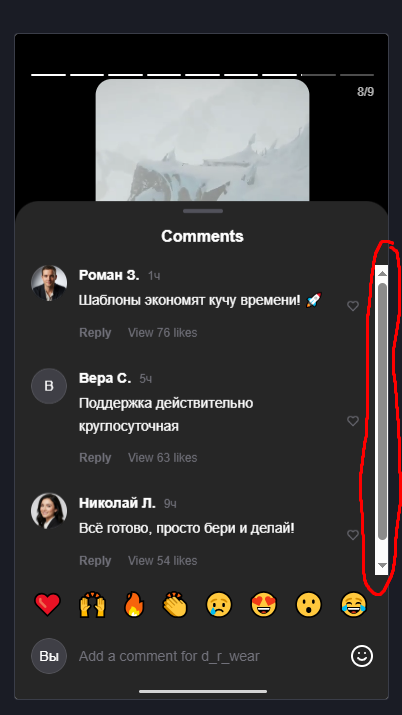 8/9
Comments
Роман З. 1ч
Шаблоны экономят кучу времени! 🚀
Reply View 76 likes
В
Вера С. 5ч
Поддержка действительно
круглосуточная
Reply View 63 likes
Николай Л. 9ч
Всё готово, просто бери и делай!
Reply View 54 likes
Вы
Add a comment for d_r_wear